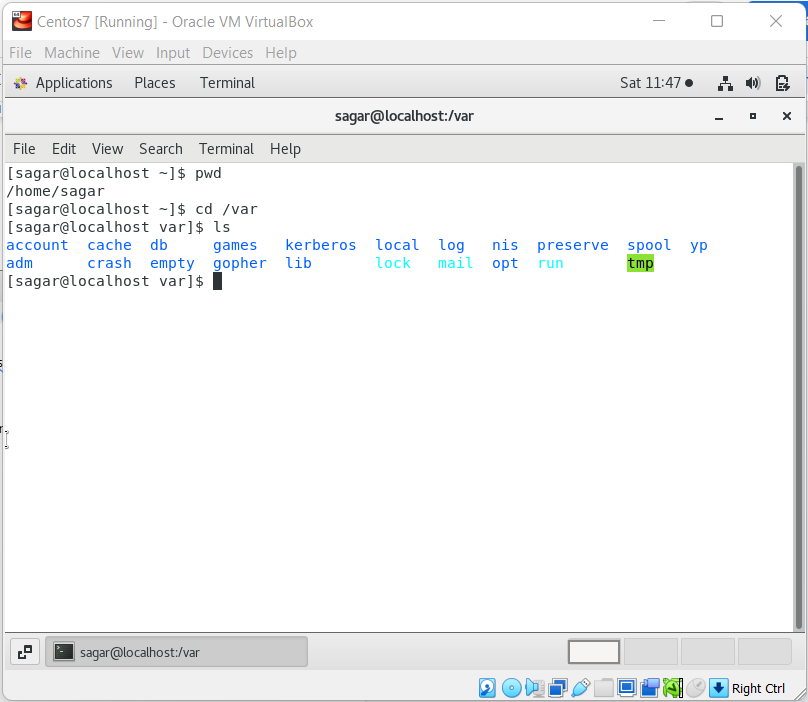 Centos7 [Running] - Oracle VM VirtualBox
File Machine View Input Devices Help
Applications Places Terminal Sat 11:47
sagar@localhost:/var
File Edit View Search Terminal Help
[sagar@localhost ~]$ pwd
/home/sagar
[sagar@localhost ~]$ cd /var
[sagar@localhost var]$ ls
account cache db games kerberos local log nis preserve spool yp
adm crash empty gopher lib lock mail opt run tmp
[sagar@localhost var]$
sagar@localhost:/var
Right Ctrl